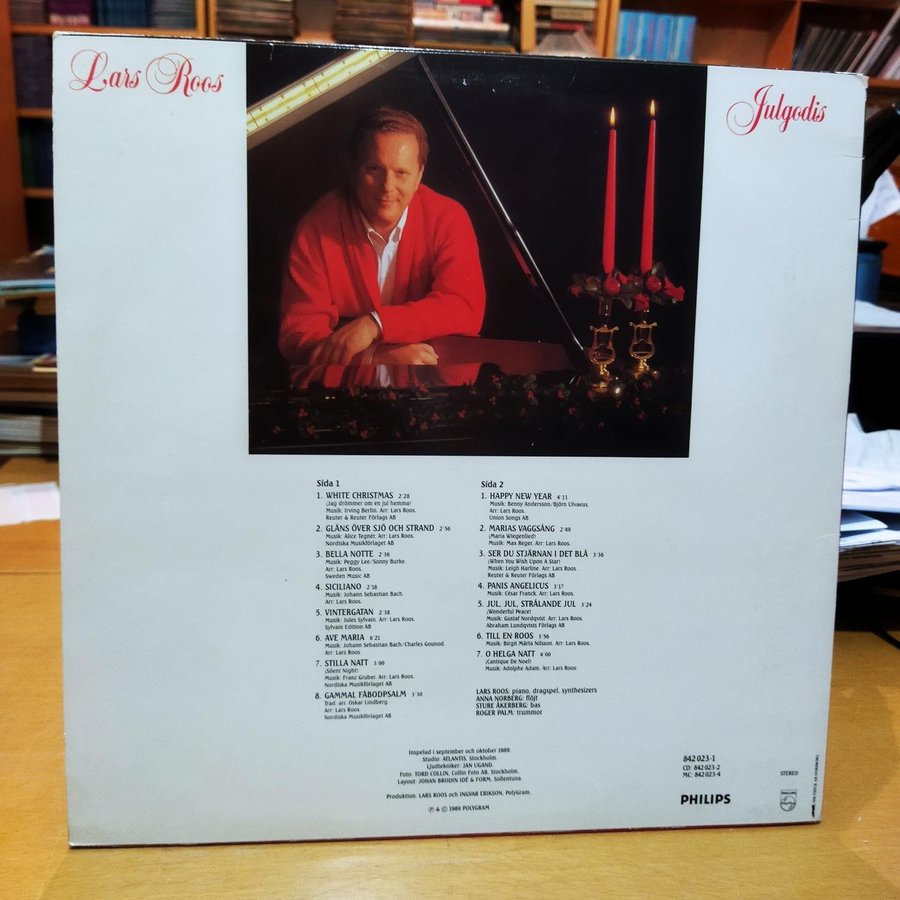 Lars Roos
Julgodis
Sida 1
1. WHITE CHRISTMAS 2'28
(Jag drömmer om en jul hemma)
Musik: Irving Berlin. Arr: Lars Roos.
Reuter & Reuter Förlags AB
2. GLÄNS ÖVER SJÖ OCH STRAND 2'56
Musik: Alice Tegnér. Arr: Lars Roos.
Nordiska Musikförlaget AB
3. BELLA NOTTE 2'36
Musik: Peggy Lee/Sonny Burke.
Arr: Lars Roos.
Sweden Music AB
4. SICILIANO 2'18
Musik: Johann Sebastian Bach.
Arr: Lars Roos.
5. VINTERGATAN 2'38
Musik: Jules Sylvain. Arr: Lars Roos.
Sylvain Edition AB
6. AVE MARIA 6'21
Musik: Johann Sebastian Bach/Charles Gounod.
Arr: Lars Roos.
7. STILLA NATT 3'00
(Silent Night)
Musik: Franz Gruber. Arr: Lars Roos.
Nordiska Musikförlaget AB
8. GAMMAL FÄBODPSALM 3'30
Trad. arr: Oskar Lindberg.
Arr: Lars Roos.
Nordiska Musikförlaget AB
Sida 2
1. HAPPY NEW YEAR 4'11
Musik: Benny Andersson/Björn Ulvaeus.
Arr: Lars Roos.
Union Songs AB
2. MARIAS VAGGSÅNG 2'49
(Maria Wiegenlied)
Musik: Max Reger. Arr: Lars Roos.
3. SER DU STJÄRNAN I DET BLÅ 3'36
(When You Wish Upon A Star)
Musik: Leigh Harline. Arr: Lars Roos.
Reuter & Reuter Förlags AB
4. PANIS ANGELICUS 3'17
Musik: César Franck. Arr: Lars Roos.
5. JUL, JUL, STRÅLANDE JUL 3'24
(Wonderful Peace)
Musik: Gustaf Nordqvist. Arr: Lars Roos.
Abraham Lundqvists Förlag AB
6. TILL EN ROOS 3'56
Musik: Birgit Märta Nilsson. Arr: Lars Roos.
7. O HELGA NATT 4'00
(Cantique De Noël)
Musik: Adolphe Adam. Arr: Lars Roos.
LARS ROOS: piano, dragspel, synthesizers
ANNA NORBERG: flöjt
STURE ÅKERBERG: bas
ROGER PALM: trummor
Inspelad i september och oktober 1989.
Studio: ATLANTIS, Stockholm.
Ljudtekniker: JAN UGAND.
Foto: TORD COLLIN, Collin Foto AB, Stockholm.
Layout: JOHAN BRODIN IDÉ & FORM, Sollentuna.
Produktion: LARS ROOS och INGVAR ERIKSON, PolyGram.
℗ & © 1989 POLYGRAM
842 023-1
CD: 842 023-2
MC: 842 023-4
STEREO
PHILIPS